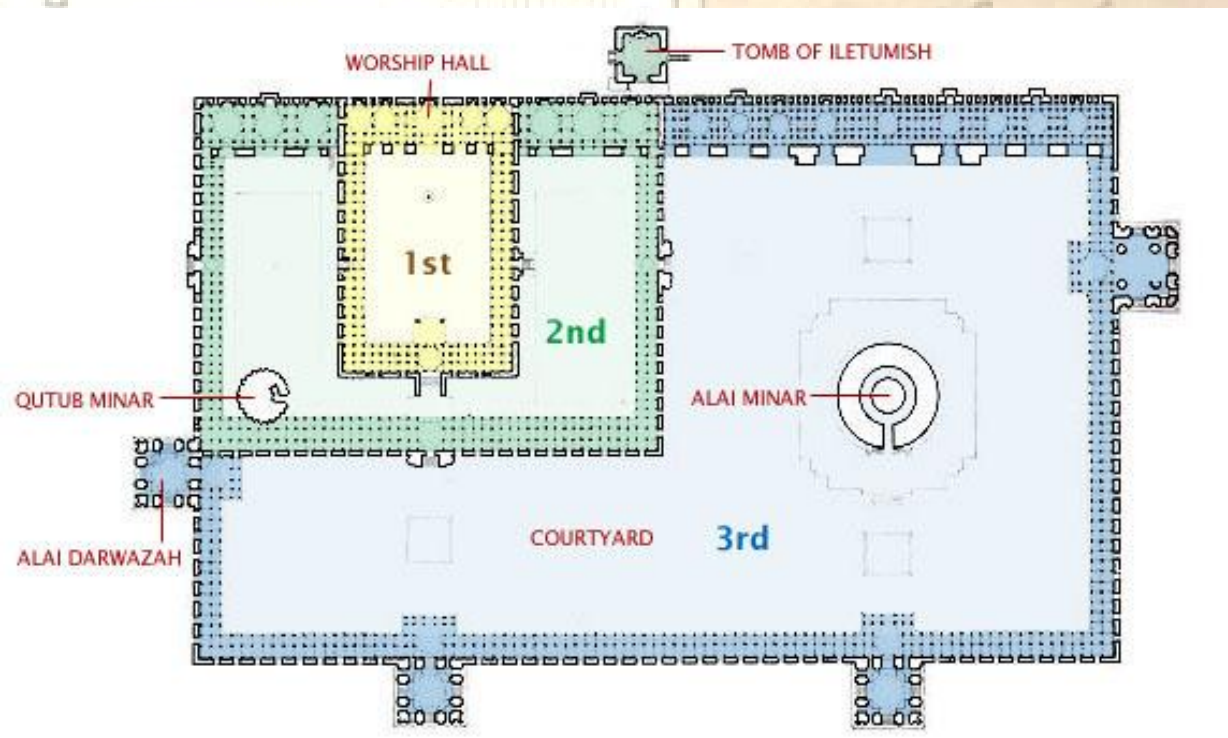 TOMB OF ILETUMISH
WORSHIP HALL
1st
2nd
QUTUB MINAR
ALAI MINAR
COURTYARD
3rd
ALAI DARWAZAH